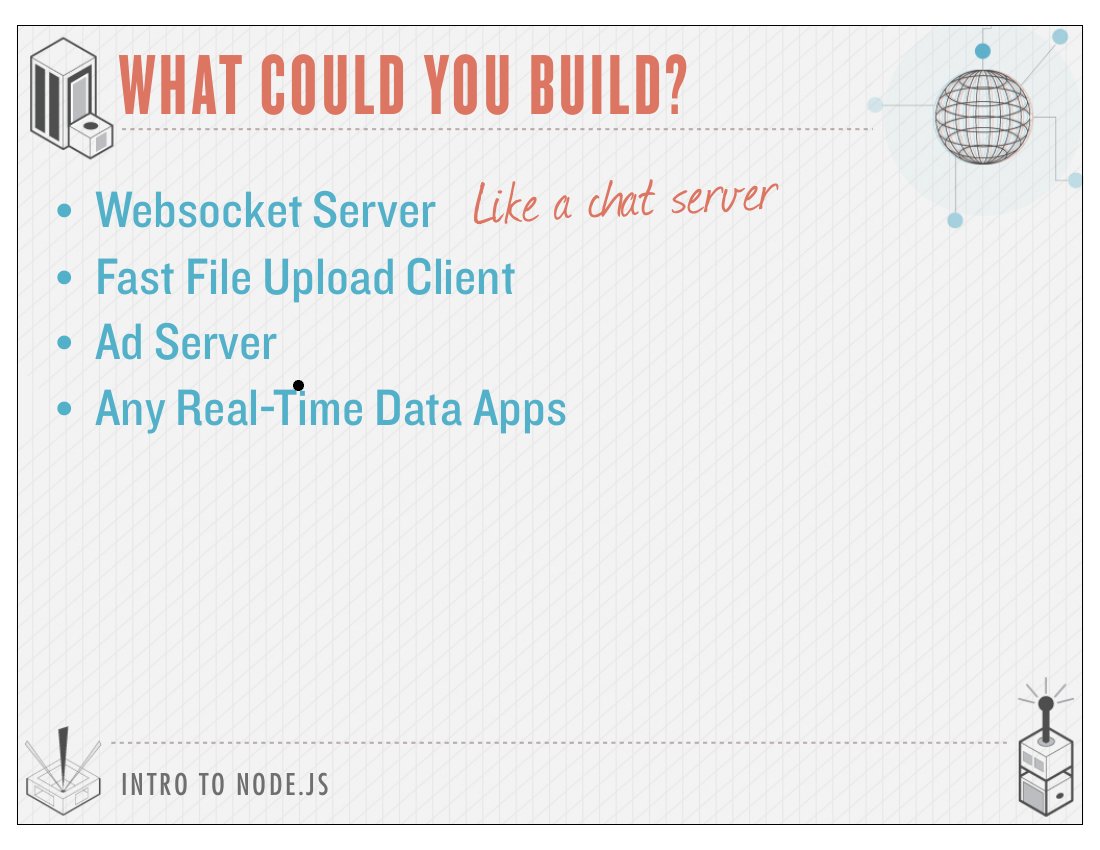 WHAT COULD YOU BUILD?
• Websocket Server Like a chat server
• Fast File Upload Client
• Ad Server
• Any Real-Time Data Apps
INTRO TO NODE.JS